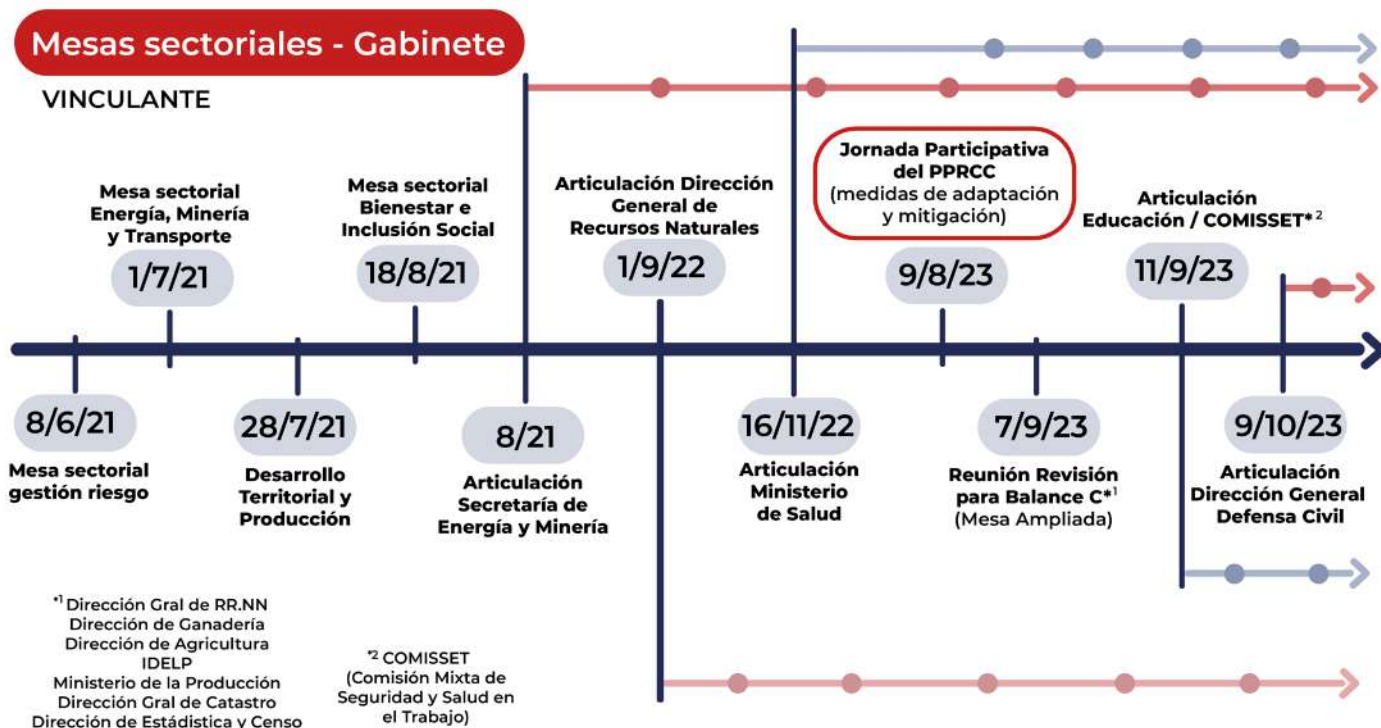 Mesas sectoriales - Gabinete
VINCULANTE
Mesa sectorial
Energía, Minería
y Transporte
1/7/21
Mesa sectorial
Bienestar e
Inclusión Social
18/8/21
Articulación Dirección
General de
Recursos Naturales
1/9/22
Jornada Participativa
del PPRCC
(medidas de adaptación
y mitigación)
9/8/23
Articulación
Educación / COMISSET*²
11/9/23
8/6/21
Mesa sectorial
gestión riesgo
28/7/21
Desarrollo
Territorial y
Producción
8/21
Articulación
Secretaría de
Energía y Minería
16/11/22
Articulación
Ministerio
de Salud
7/9/23
Reunión Revisión
para Balance C*¹
(Mesa Ampliada)
9/10/23
Articulación
Dirección General
Defensa Civil
*¹ Dirección Gral de RR.NN
Dirección de Ganadería
Dirección de Agricultura
IDELP
Ministerio de la Producción
Dirección Gral de Catastro
Dirección de Estádistica y Censo
*² COMISSET
(Comisión Mixta de
Seguridad y Salud en
el Trabajo)